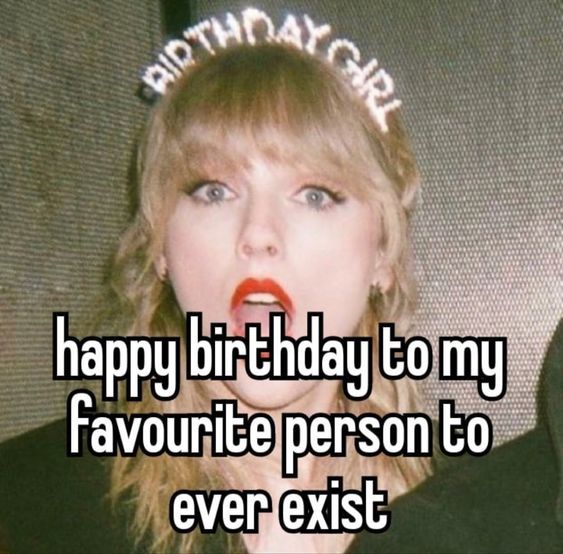 BIRTHDAY GIRL
happy birthday to my
favourite person to
ever exist